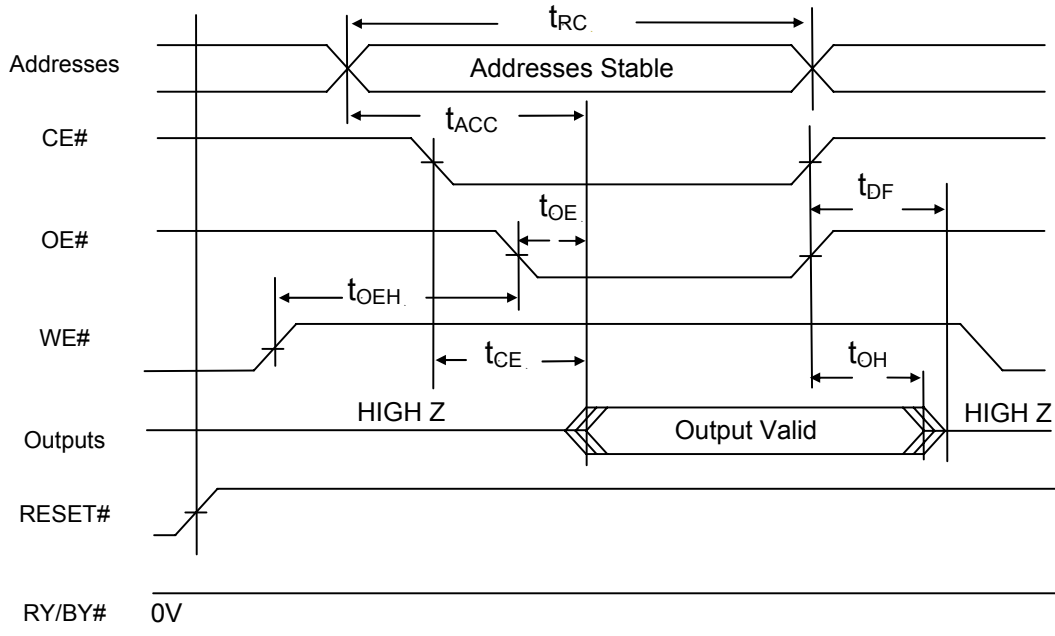 tRC
Addresses
Addresses Stable
tACC
CE#
tDF
tOE
OE#
tOEH
WE#
tCE
tOH
HIGH Z
HIGH Z
Outputs
Output Valid
RESET#
RY/BY#
0V